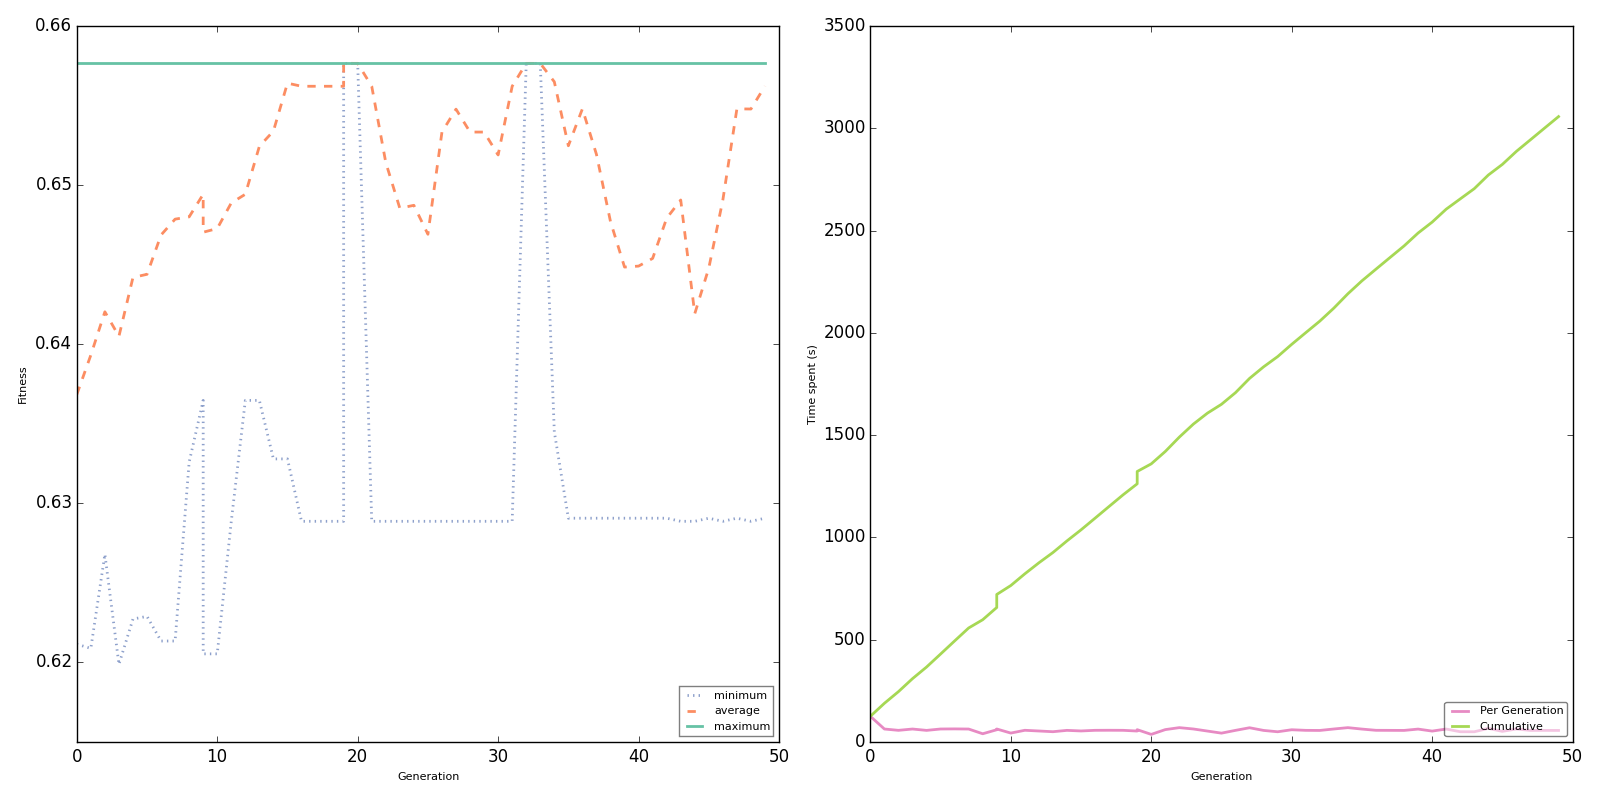 0.66
0.65
0.64
0.63
0.62
Fitness
0 10 20 30 40 50
Generation
minimum
average
maximum
3500
3000
2500
2000
1500
1000
500
0
Time spent (s)
0 10 20 30 40 50
Generation
Per Generation
Cumulative